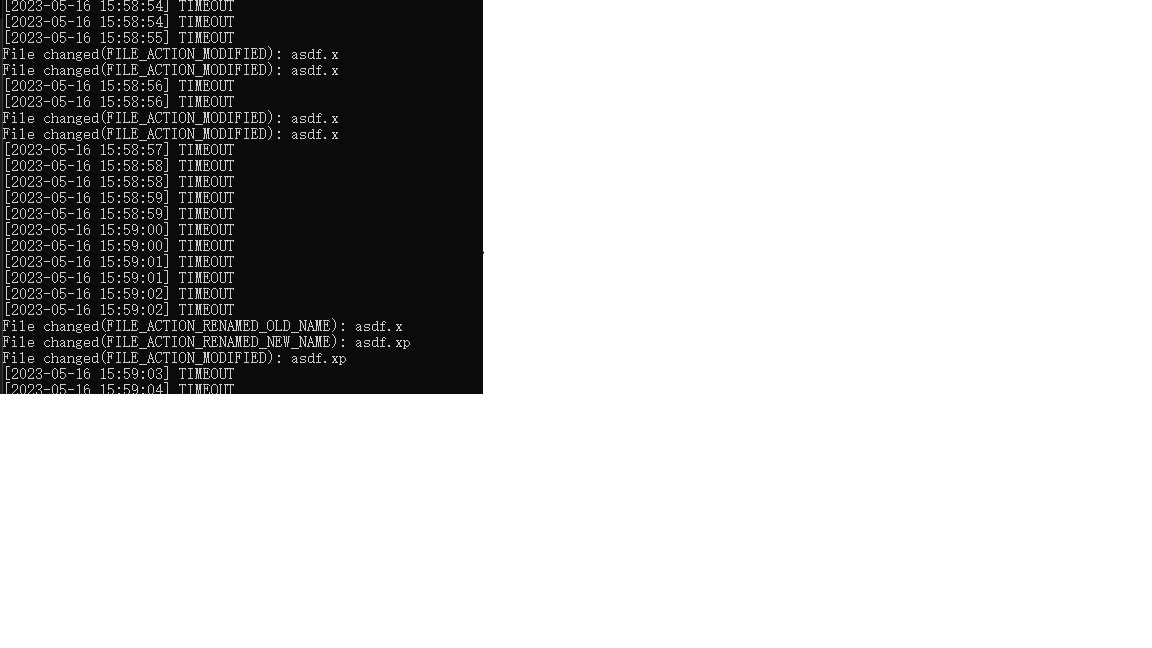 [2023-05-16 15:58:54] TIMEOUT
[2023-05-16 15:58:54] TIMEOUT
[2023-05-16 15:58:55] TIMEOUT
File changed(FILE_ACTION_MODIFIED): asdf.x
File changed(FILE_ACTION_MODIFIED): asdf.x
[2023-05-16 15:58:56] TIMEOUT
[2023-05-16 15:58:56] TIMEOUT
File changed(FILE_ACTION_MODIFIED): asdf.x
File changed(FILE_ACTION_MODIFIED): asdf.x
[2023-05-16 15:58:57] TIMEOUT
[2023-05-16 15:58:58] TIMEOUT
[2023-05-16 15:58:58] TIMEOUT
[2023-05-16 15:58:59] TIMEOUT
[2023-05-16 15:58:59] TIMEOUT
[2023-05-16 15:59:00] TIMEOUT
[2023-05-16 15:59:00] TIMEOUT
[2023-05-16 15:59:01] TIMEOUT
[2023-05-16 15:59:01] TIMEOUT
[2023-05-16 15:59:02] TIMEOUT
[2023-05-16 15:59:02] TIMEOUT
File changed(FILE_ACTION_RENAMED_OLD_NAME): asdf.x
File changed(FILE_ACTION_RENAMED_NEW_NAME): asdf.xp
File changed(FILE_ACTION_MODIFIED): asdf.xp
[2023-05-16 15:59:03] TIMEOUT
[2023-05-16 15:59:04] TIMEOUT